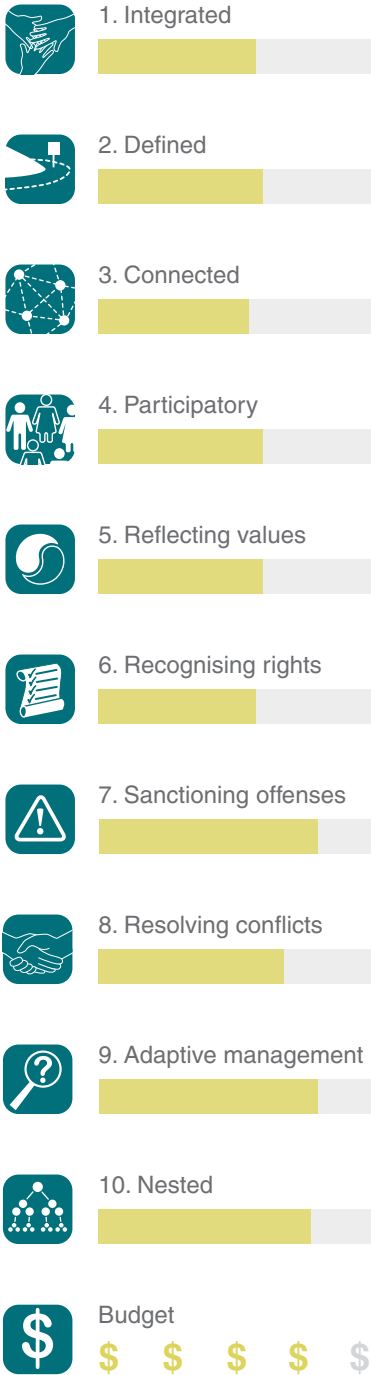 1. Integrated
2. Defined
3. Connected
4. Participatory
5. Reflecting values
6. Recognising rights
7. Sanctioning offenses
8. Resolving conflicts
?
9. Adaptive management
10. Nested
$ Budget
$ $ $ $ $